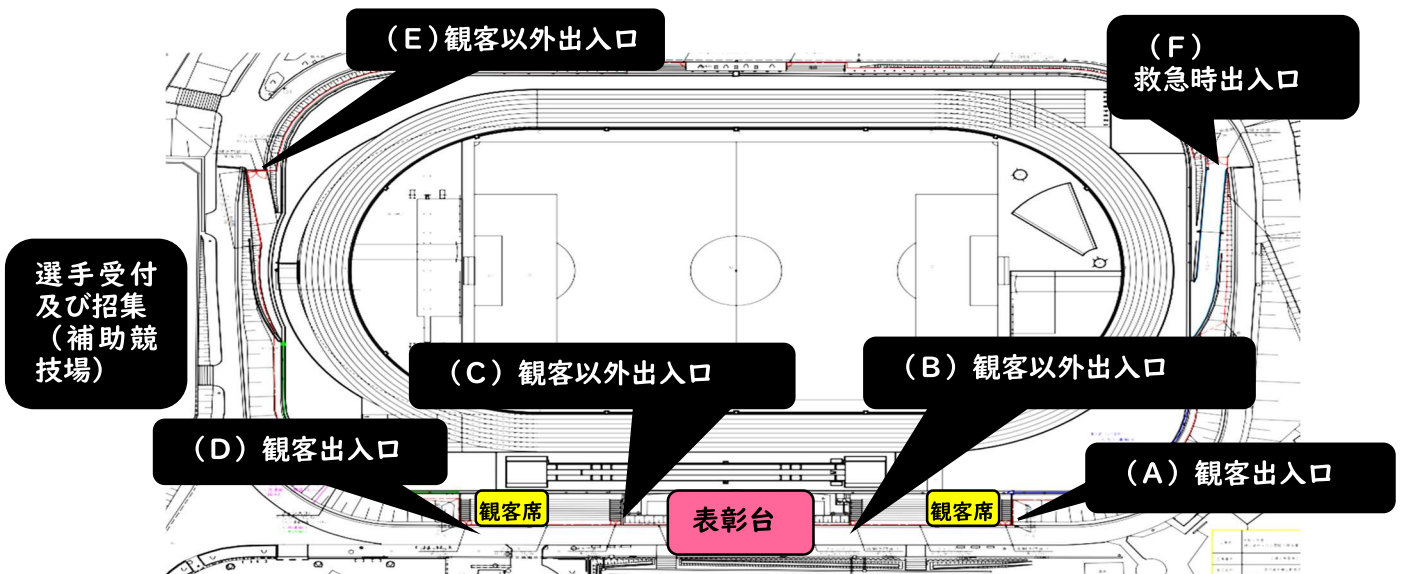 （E）観客以外出入口
（F）
救急時出入口
選手受付
及び招集
（補助競
技場）
（C）観客以外出入口
（B）観客以外出入口
（D）観客出入口
（A）観客出入口
観客席
表彰台
観客席